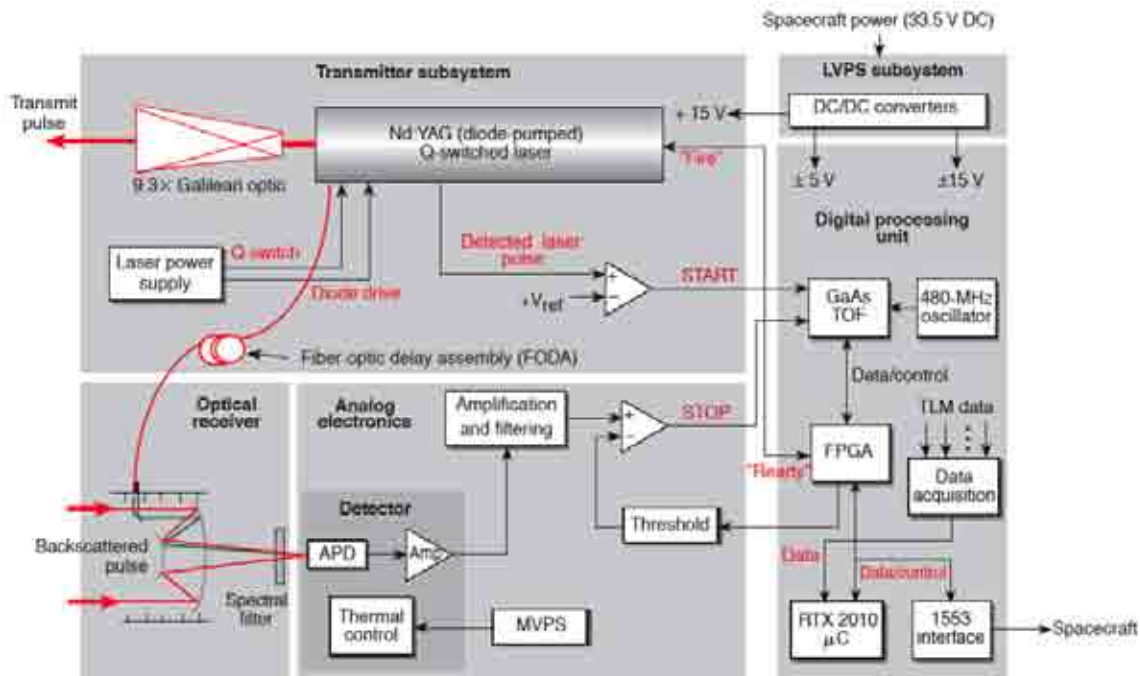 Spacecraft power (33.5 V DC)
Transmitter subsystem
LVPS subsystem
Transmit
pulse
Nd YAG (diode pumped)
Q-switched laser
+ 15 V
DC/DC converters
"Fire"
9.3× Galilean optic
± 5 V
±15 V
Digital processing
unit
Laser power
supply
Q switch
Diode drive
Detected laser
pulse
+
−
+Vref
START
GaAs
TOF
480-MHz
oscillator
Fiber optic delay assembly (FODA)
Data/control
Optical
receiver
Analog
electronics
Amplification
and filtering
+
−
STOP
TLM data
FPGA
"Ready"
Data
acquisition
Detector
Threshold
Backscattered
pulse
APD
Amp
Data
Data/control
Spectral
filter
Thermal
control
MVPS
RTX 2010
μC
1553
interface
Spacecraft